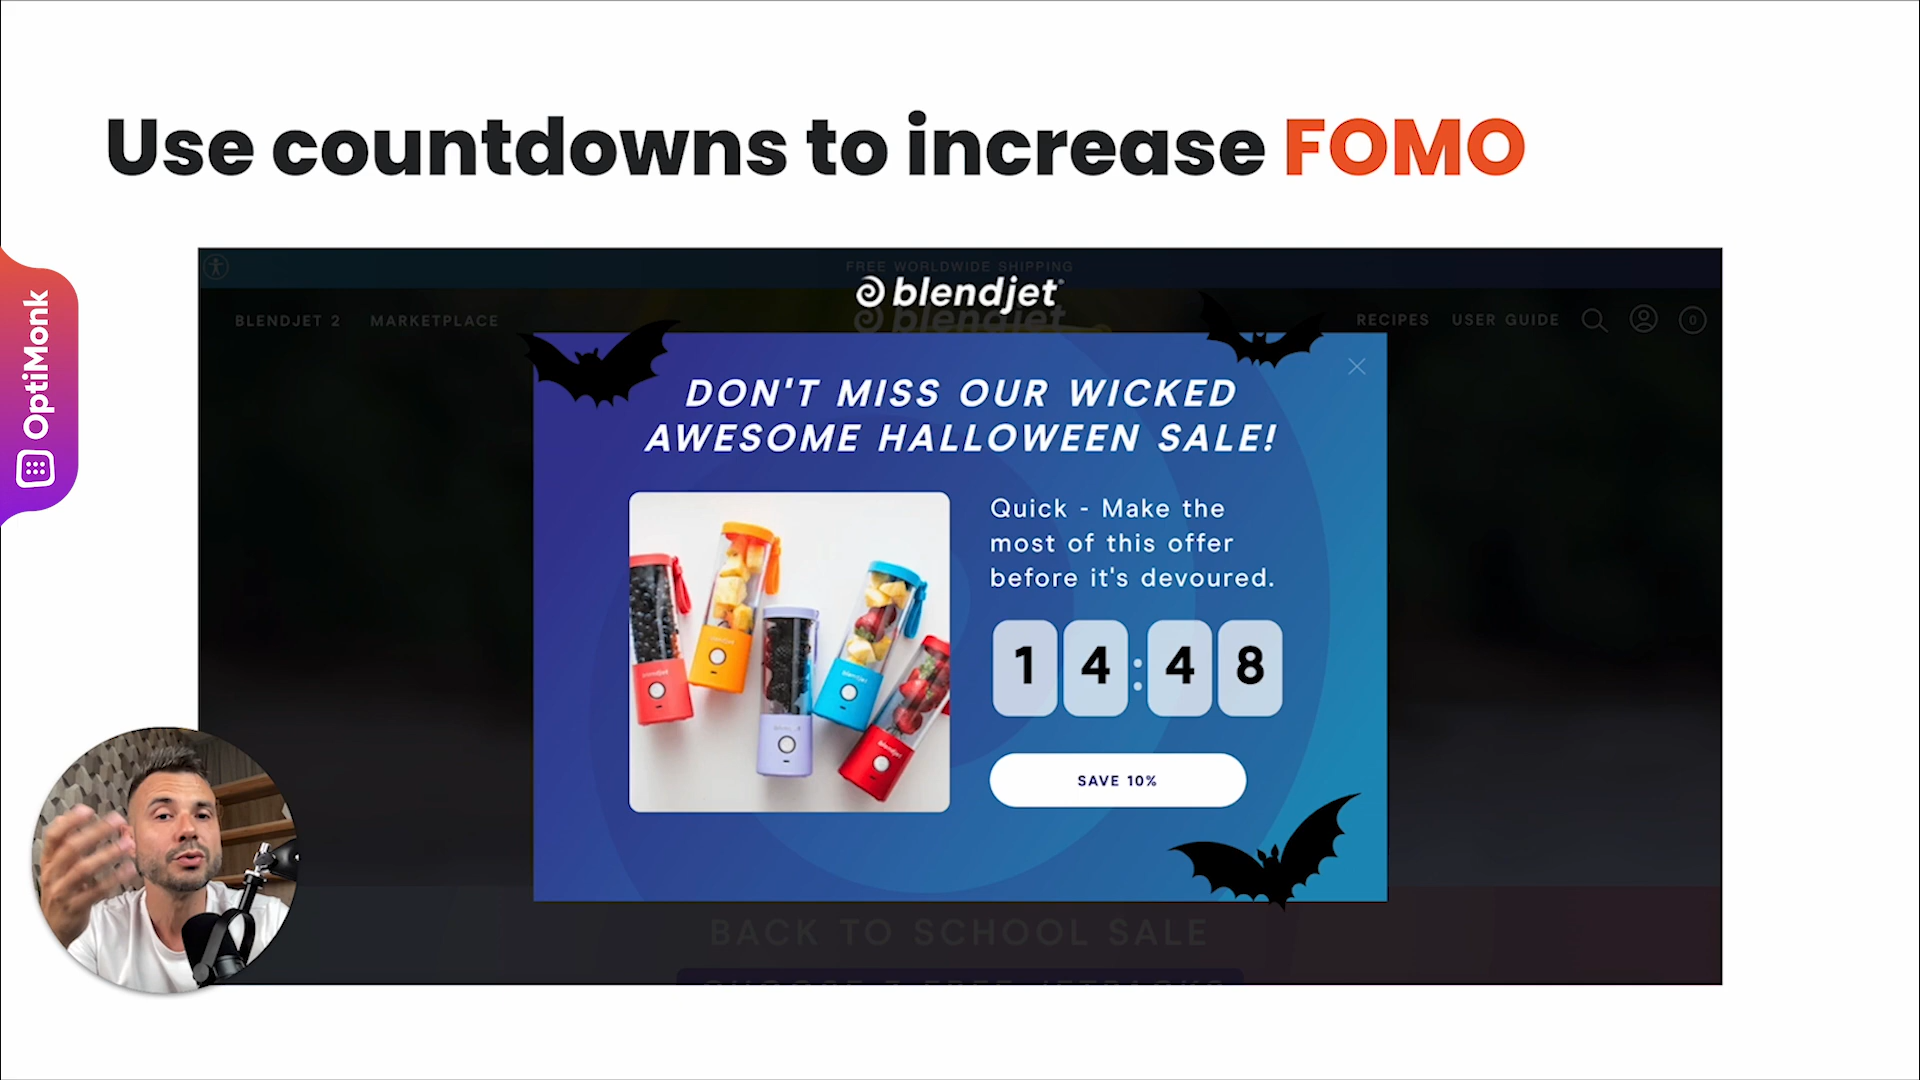 Use countdowns to increase FOMO
OptiMonk
FREE WORLDWIDE SHIPPING
blendjet
blendjet
BLENDJET 2
MARKETPLACE
RECIPES
USER GUIDE
0
DON'T MISS OUR WICKED
AWESOME HALLOWEEN SALE!
Quick - Make the
most of this offer
before it's devoured.
14:48
SAVE 10%
BACK TO SCHOOL SALE